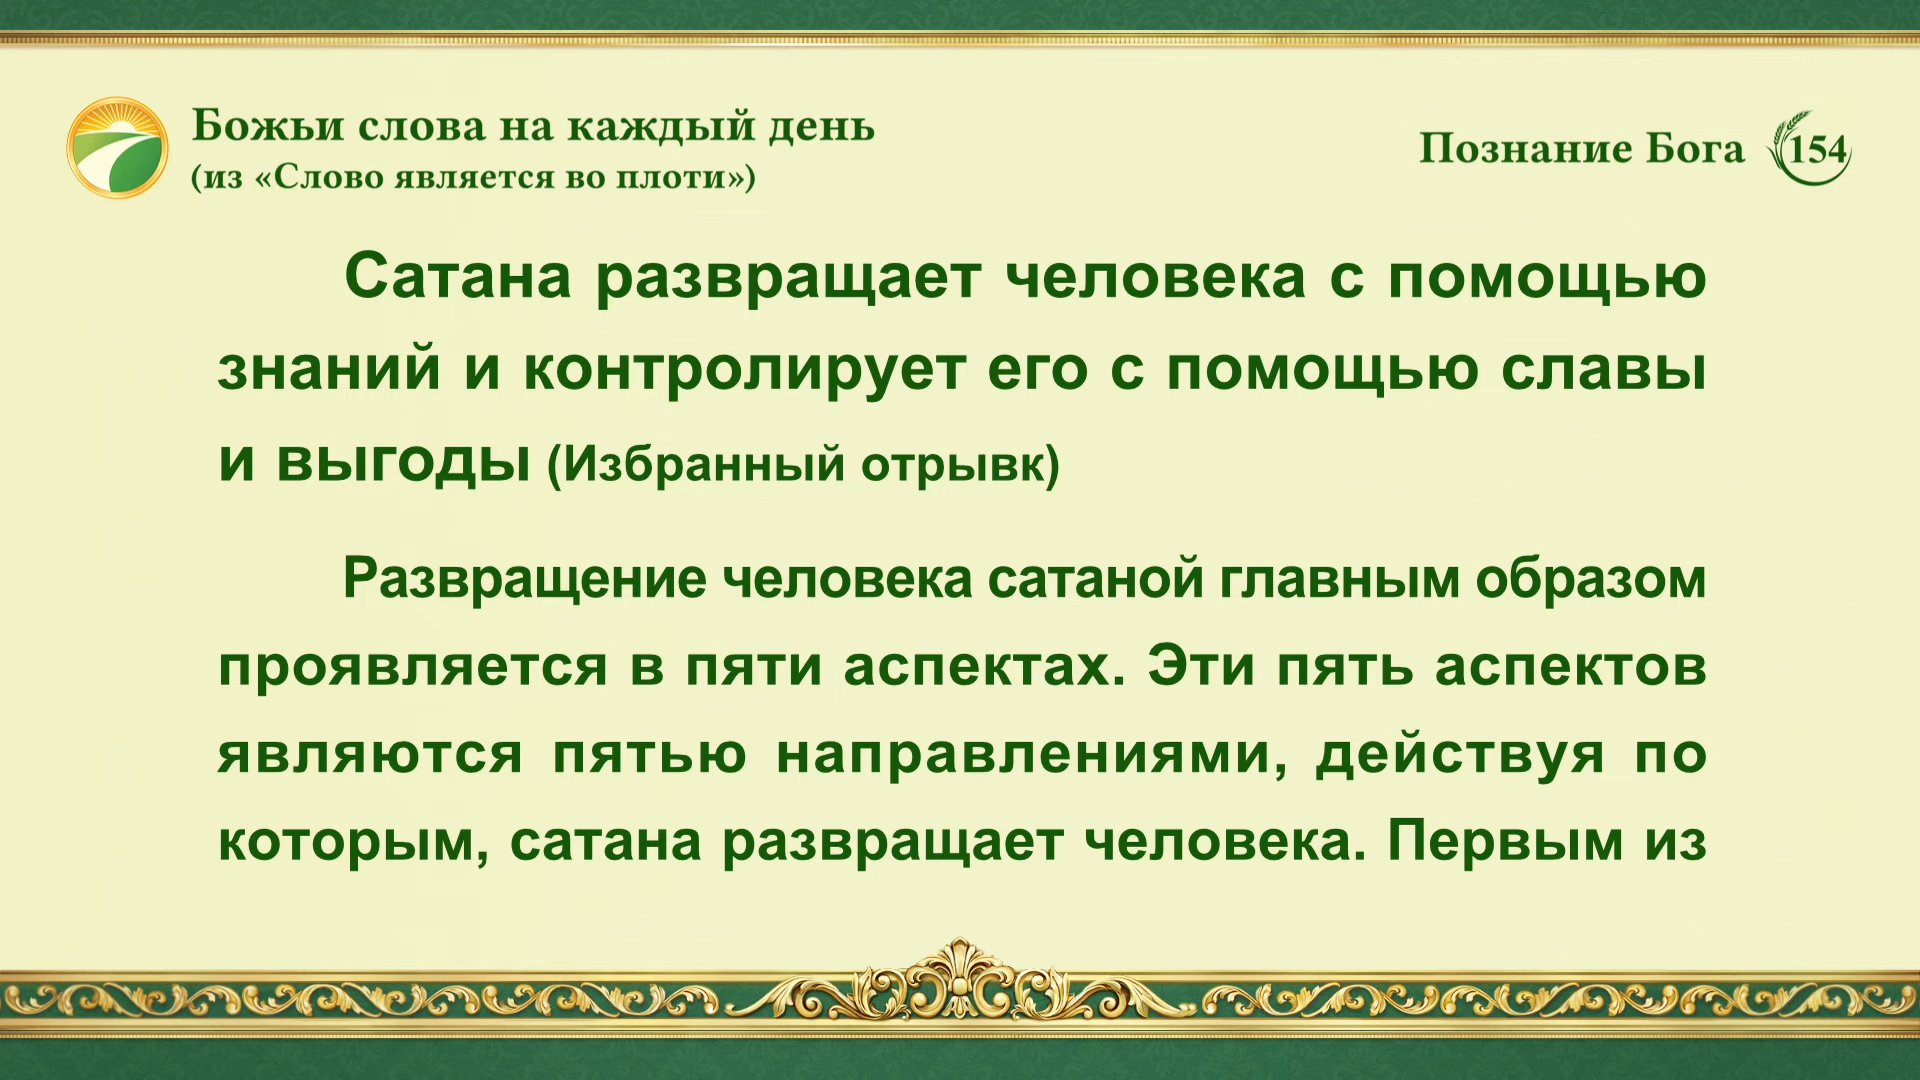 Божьи слова на каждый день
(из «Слово является во плоти»)
Познание Бога 154
Сатана развращает человека с помощью
знаний и контролирует его с помощью славы
и выгоды (Избранный отрывк)
Развращение человека сатаной главным образом
проявляется в пяти аспектах. Эти пять аспектов
являются пятью направлениями, действуя по
которым, сатана развращает человека. Первым из